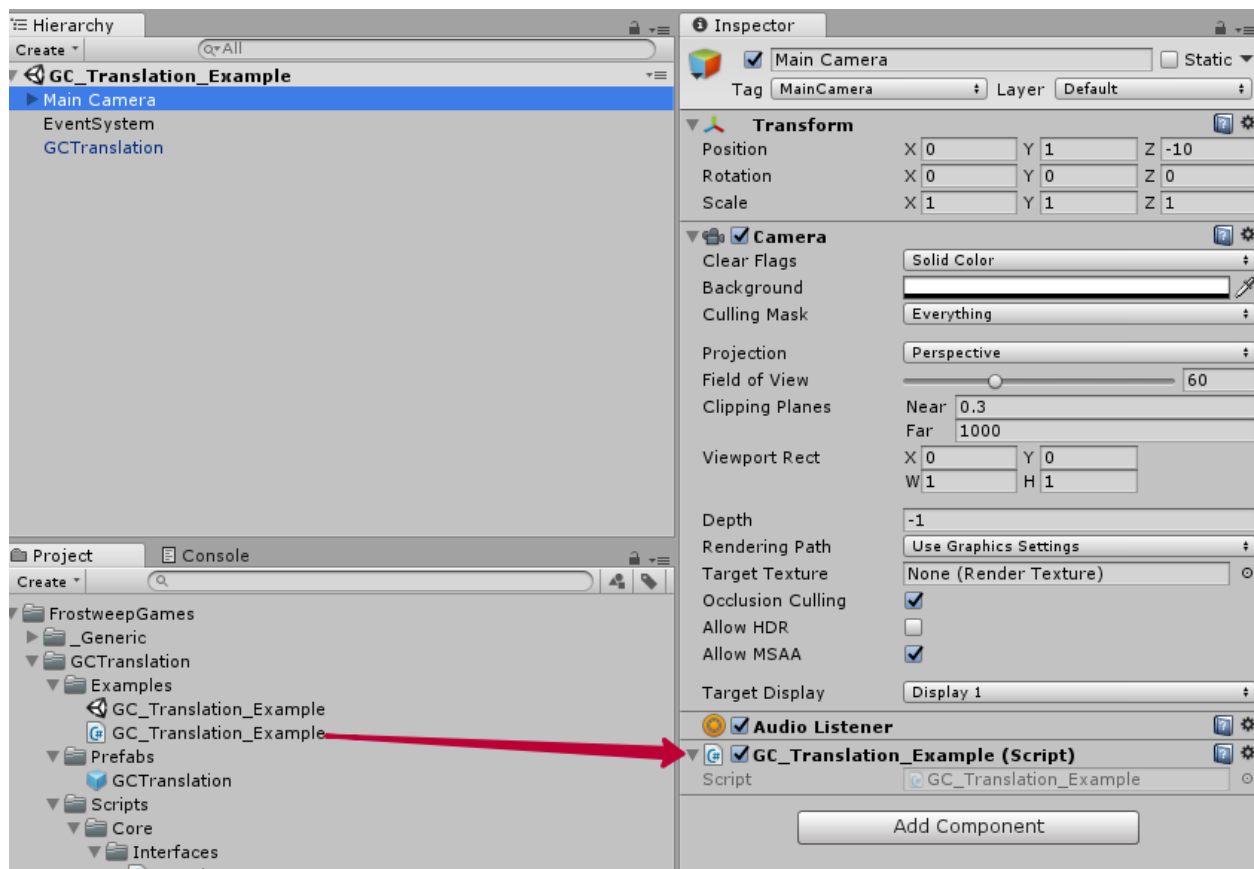 Hierarchy
Create
All
GC_Translation_Example
Main Camera
EventSystem
GCTranslation
Project
Console
Create
FrostweepGames
_Generic
GCTranslation
Examples
GC_Translation_Example
GC_Translation_Example
Prefabs
GCTranslation
Scripts
Core
Interfaces
Inspector
Main Camera Static
Tag MainCamera Layer Default
Transform
Position X 0 Y 1 Z -10
Rotation X 0 Y 0 Z 0
Scale X 1 Y 1 Z 1
Camera
Clear Flags Solid Color
Background
Culling Mask Everything
Projection Perspective
Field of View 60
Clipping Planes Near 0.3
Far 1000
Viewport Rect X 0 Y 0
W 1 H 1
Depth -1
Rendering Path Use Graphics Settings
Target Texture None (Render Texture)
Occlusion Culling
Allow HDR
Allow MSAA
Target Display Display 1
Audio Listener
GC_Translation_Example (Script)
Script GC_Translation_Example
Add Component